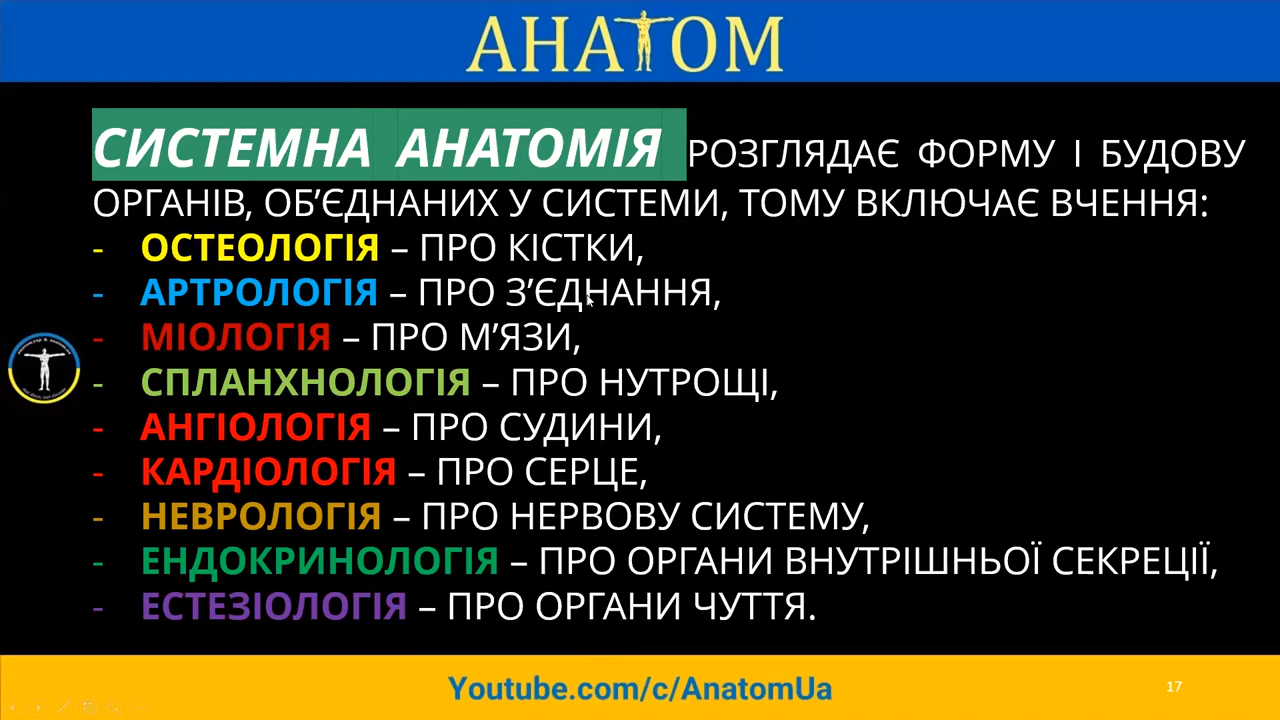 АНАТОМ
СИСТЕМНА АНАТОМІЯ РОЗГЛЯДАЄ ФОРМУ І БУДОВУ
ОРГАНІВ, ОБ’ЄДНАНИХ У СИСТЕМИ, ТОМУ ВКЛЮЧАЄ ВЧЕННЯ:
- ОСТЕОЛОГІЯ – ПРО КІСТКИ,
- АРТРОЛОГІЯ – ПРО З’ЄДНАННЯ,
- МІОЛОГІЯ – ПРО М’ЯЗИ,
- СПЛАНХНОЛОГІЯ – ПРО НУТРОЩІ,
- АНГІОЛОГІЯ – ПРО СУДИНИ,
- КАРДІОЛОГІЯ – ПРО СЕРЦЕ,
- НЕВРОЛОГІЯ – ПРО НЕРВОВУ СИСТЕМУ,
- ЕНДОКРИНОЛОГІЯ – ПРО ОРГАНИ ВНУТРІШНЬОЇ СЕКРЕЦІЇ,
- ЕСТЕЗІОЛОГІЯ – ПРО ОРГАНИ ЧУТТЯ.
Youtube.com/c/AnatomUa
17